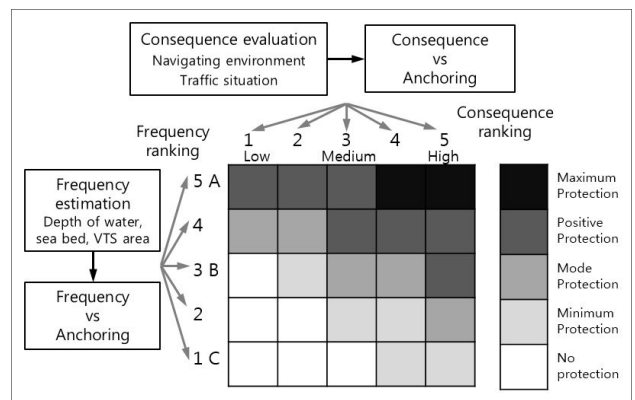 Consequence evaluation
Navigating environment
Traffic situation
Consequence
vs
Anchoring
Frequency
ranking
Consequence
ranking
1 2 3 4 5
Low Medium High
Frequency
estimation
Depth of water,
sea bed, VTS area
Frequency
vs
Anchoring
5 A
4
3 B
2
1 C
Maximum
Protection
Positive
Protection
Mode
Protection
Minimum
Protection
No
protection